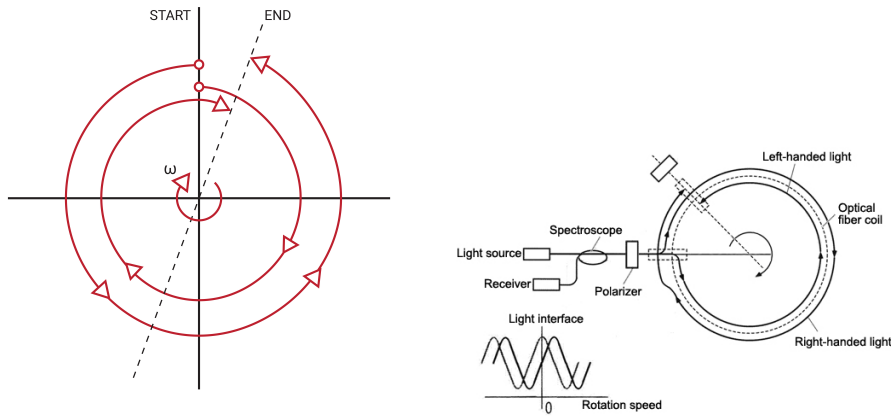 START
END
ω
Left-handed light
Optical
fiber coil
Spectroscope
Light source
Receiver
Polarizer
Light interface
Right-handed light
0
Rotation speed